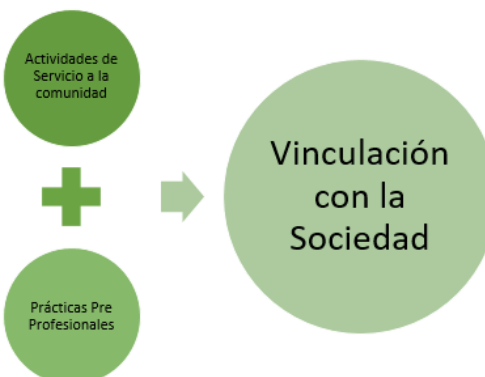 Actividades de
Servicio a la
comunidad
Prácticas Pre
Profesionales
Vinculación
con la
Sociedad